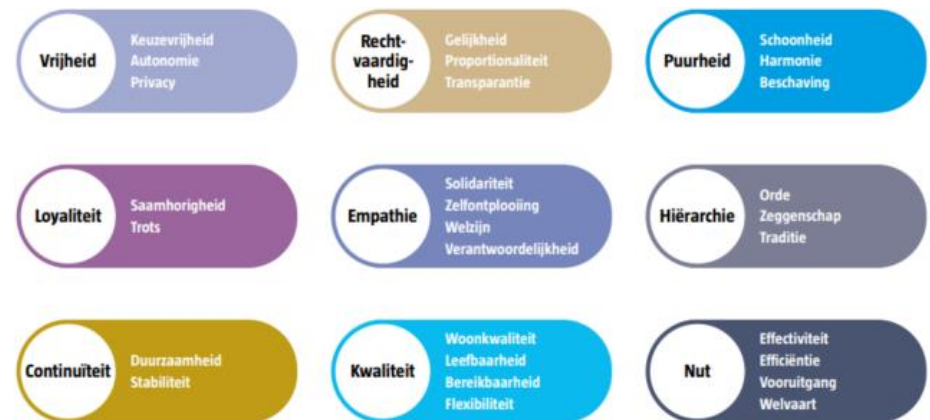 Vrijheid
Keuzevrijheid
Autonomie
Privacy
Recht-
vaardig-
heid
Gelijkheid
Proportionaliteit
Transparantie
Puurheid
Schoonheid
Harmonie
Beschaving
Loyaliteit
Saamhorigheid
Trots
Empathie
Solidariteit
Zelfontplooiing
Welzijn
Verantwoordelijkheid
Hiërarchie
Orde
Zeggenschap
Traditie
Continuïteit
Duurzaamheid
Stabiliteit
Kwaliteit
Woonkwaliteit
Leefbaarheid
Bereikbaarheid
Flexibiliteit
Nut
Effectiviteit
Efficiëntie
Vooruitgang
Welvaart